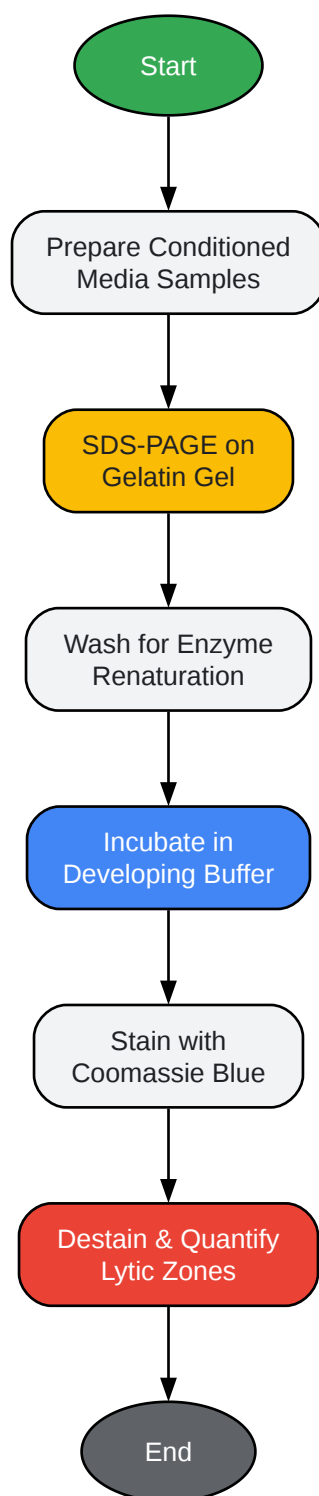 Start
Prepare Conditioned
Media Samples
SDS-PAGE on
Gelatin Gel
Wash for Enzyme
Renaturation
Incubate in
Developing Buffer
Stain with
Coomassie Blue
Destain & Quantify
Lytic Zones
End